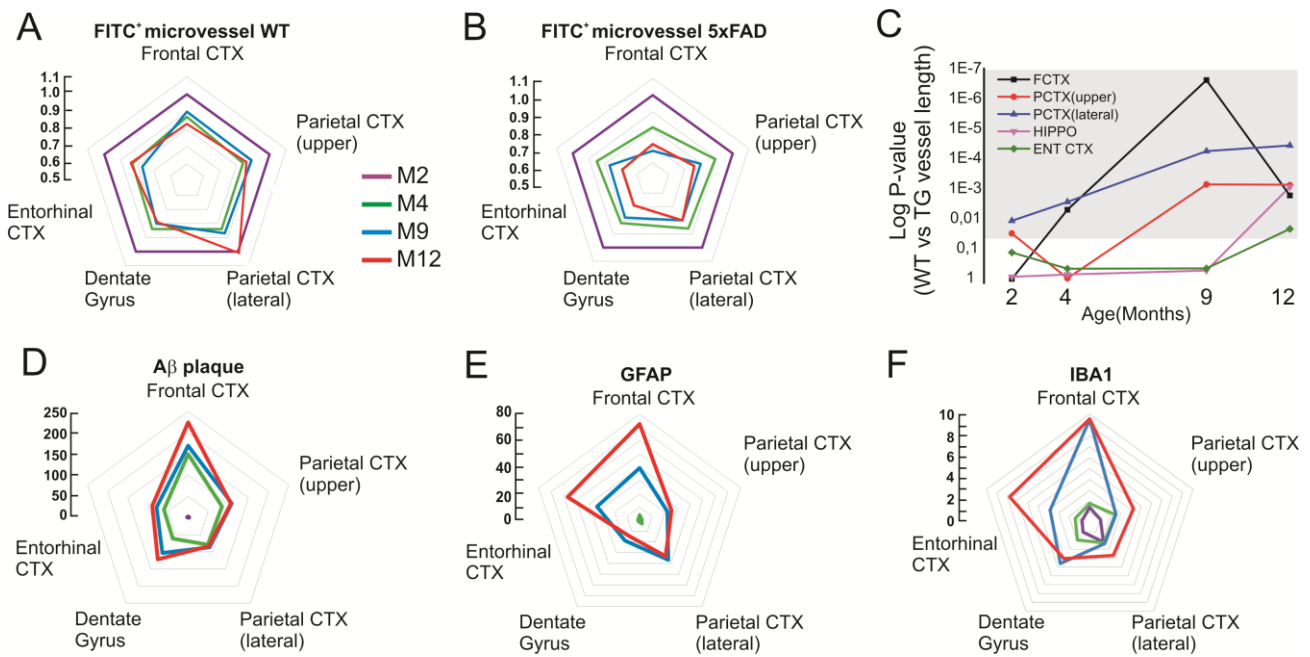 A
FITC+ microvessel WT
Frontal CTX
1.1
1.0
0.9
0.8
0.7
0.6
0.5
Parietal CTX
(upper)
Entorhinal
CTX
Dentate
Gyrus
Parietal CTX
(lateral)
M2
M4
M9
M12
B
FITC+ microvessel 5xFAD
Frontal CTX
1.1
1.0
0.9
0.8
0.7
0.6
0.5
Parietal CTX
(upper)
Entorhinal
CTX
Dentate
Gyrus
Parietal CTX
(lateral)
C
Log P-value
(WT vs TG vessel length)
1E-7
1E-6
1E-5
1E-4
1E-3
0,01
0,1
1
FCTX
PCTX(upper)
PCTX(lateral)
HIPPO
ENT CTX
2
4
9
12
Age(Months)
D
Aβ plaque
Frontal CTX
250
200
150
100
50
0
Parietal CTX
(upper)
Entorhinal
CTX
Dentate
Gyrus
Parietal CTX
(lateral)
E
GFAP
Frontal CTX
80
60
40
20
0
Parietal CTX
(upper)
Entorhinal
CTX
Dentate
Gyrus
Parietal CTX
(lateral)
F
IBA1
Frontal CTX
10
8
6
4
2
0
Parietal CTX
(upper)
Entorhinal
CTX
Dentate
Gyrus
Parietal CTX
(lateral)